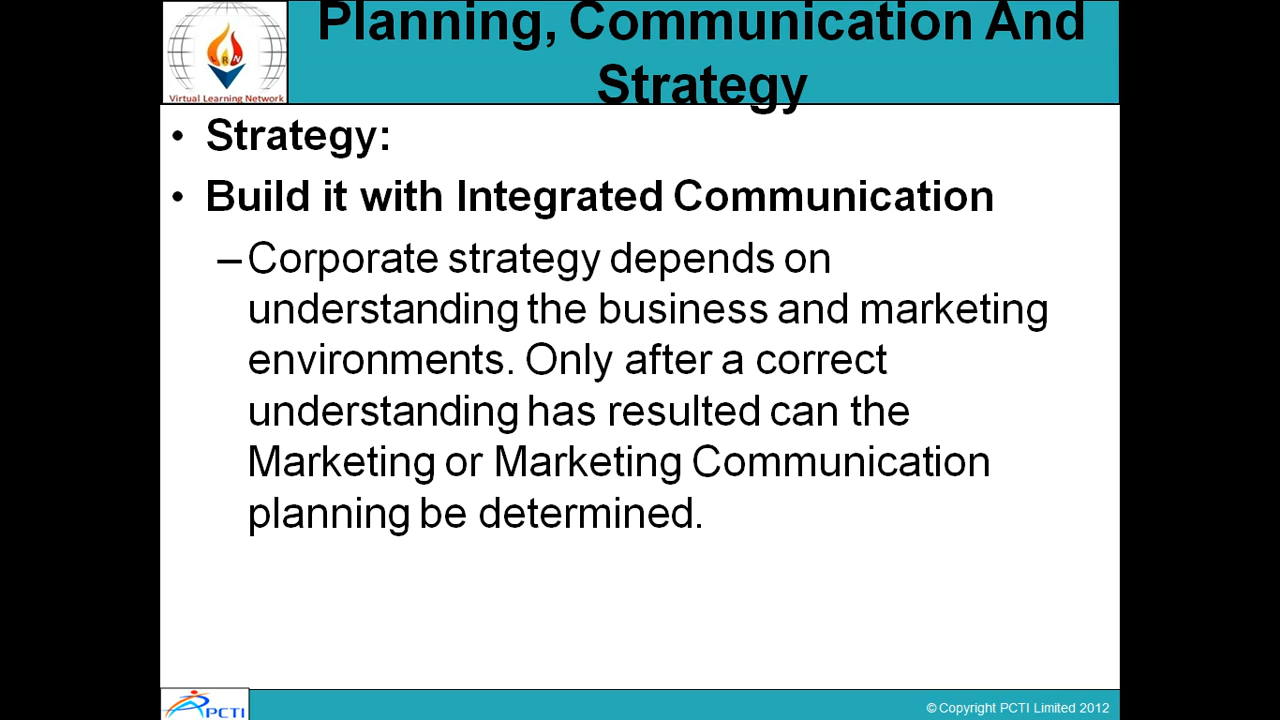 Planning, Communication And
Strategy
VLRN
Virtual Learning Network
• Strategy:
• Build it with Integrated Communication
–Corporate strategy depends on
understanding the business and marketing
environments. Only after a correct
understanding has resulted can the
Marketing or Marketing Communication
planning be determined.
PCTI
© Copyright PCTI Limited 2012